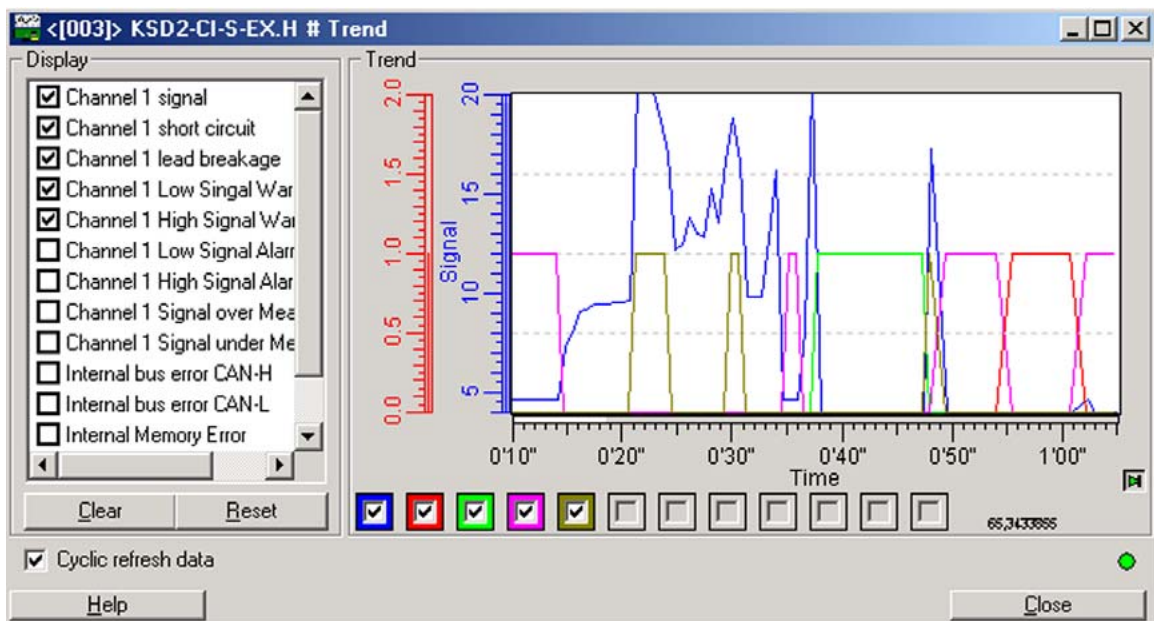 <[003]> KSD2-CI-S-EX.H # Trend
Display
Channel 1 signal
Channel 1 short circuit
Channel 1 lead breakage
Channel 1 Low Singal War
Channel 1 High Signal War
Channel 1 Low Signal Alarn
Channel 1 High Signal Alar
Channel 1 Signal over Mea
Channel 1 Signal under Me
Internal bus error CAN-H
Internal bus error CAN-L
Internal Memory Error
Clear Reset
Trend
2.0 1.5 1.0 0.5 0.0
Signal
20 15 10 5
0'10" 0'20" 0'30" 0'40" 0'50" 1'00"
Time
65,3433855
Cyclic refresh data
Help Close